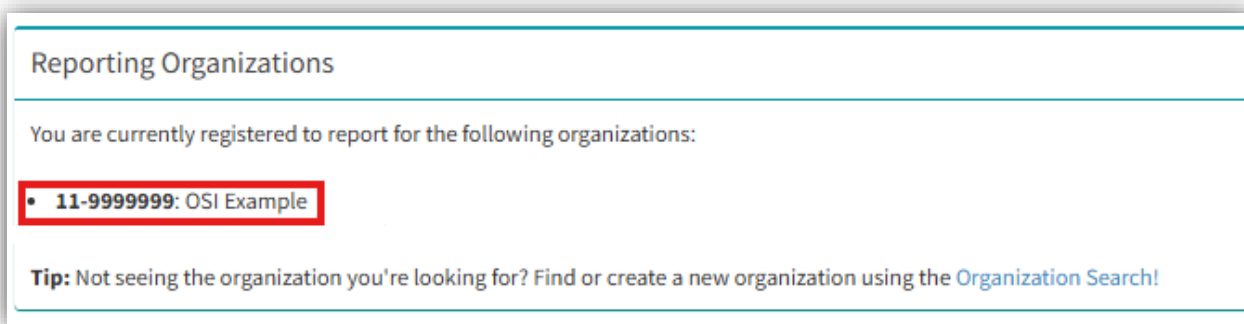 Reporting Organizations
You are currently registered to report for the following organizations:
• 11-9999999: OSI Example
Tip: Not seeing the organization you're looking for? Find or create a new organization using the Organization Search!